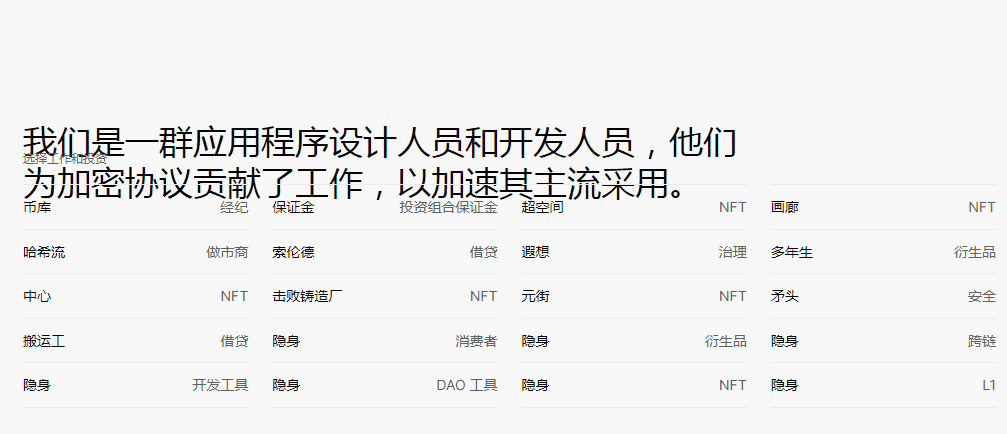 我们是一群应用程序设计人员和开发人员，他们
选择工作和投资
为加密协议贡献了工作，以加速其主流采用。
币库 经纪 保证金 投资组合保证金 超空间 NFT 画廊 NFT
哈希流 做市商 索伦德 借贷 遐想 治理 多年生 衍生品
中心 NFT 击败铸造厂 NFT 元街 NFT 矛头 安全
搬运工 借贷 隐身 消费者 隐身 衍生品 隐身 跨链
隐身 开发工具 隐身 DAO 工具 隐身 NFT 隐身 L1